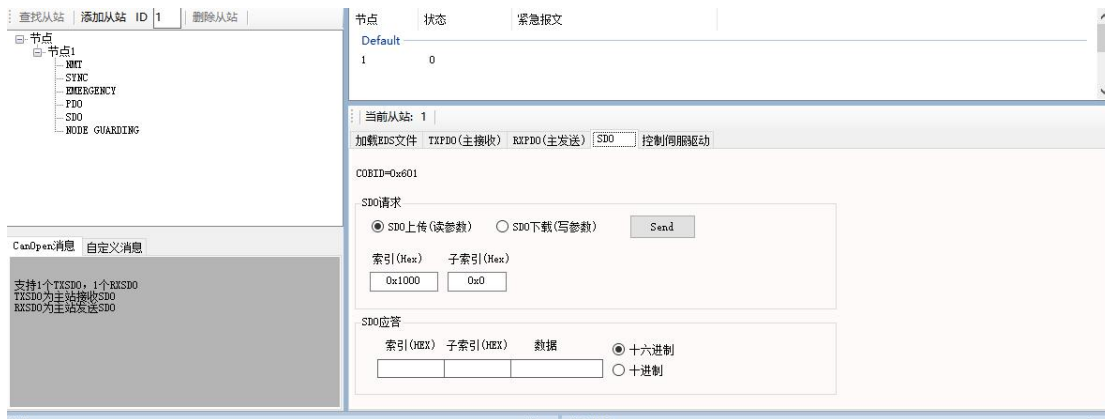 查找从站 添加从站 ID 1 删除从站
节点
节点1
NMT
SYNC
EMERGENCY
PDO
SDO
NODE GUARDING
CanOpen消息 自定义消息
支持1个TXSDO，1个RXSDO
TXSDO为主站接收SDO
RXSDO为主站发送SDO
节点 状态 紧急报文
Default
1 0
当前从站: 1
加载EDS文件 TXPDO(主接收) RXPDO(主发送) SDO 控制伺服驱动
COBID=0x601
SDO请求
SDO上传(读参数) SDO下载(写参数) Send
索引(Hex) 子索引(Hex)
0x1000 0x0
SDO应答
索引(HEX) 子索引(HEX) 数据 十六进制
十进制